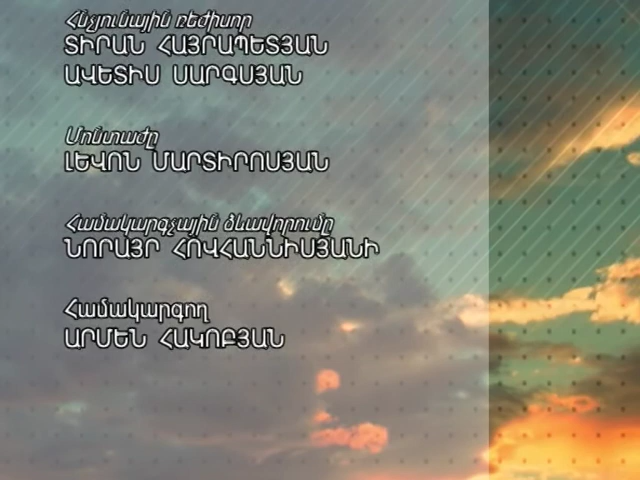 Հնչյունային ռեժիսոր
ՏԻՐԱՆ ՀԱՅՐԱՊԵՏՅԱՆ
ԱՎԵՏԻՍ ՍԱՐԳՍՅԱՆ
Մոնտաժը
ԼԵՎՈՆ ՄԱՐՏԻՐՈՍՅԱՆ
Համակարգչային ձևավորումը
ՆՈՐԱՅՐ ՀՈՎՀԱՆՆԻՍՅԱՆԻ
Համակարգող
ԱՐՄԵՆ ՀԱԿՈԲՅԱՆ